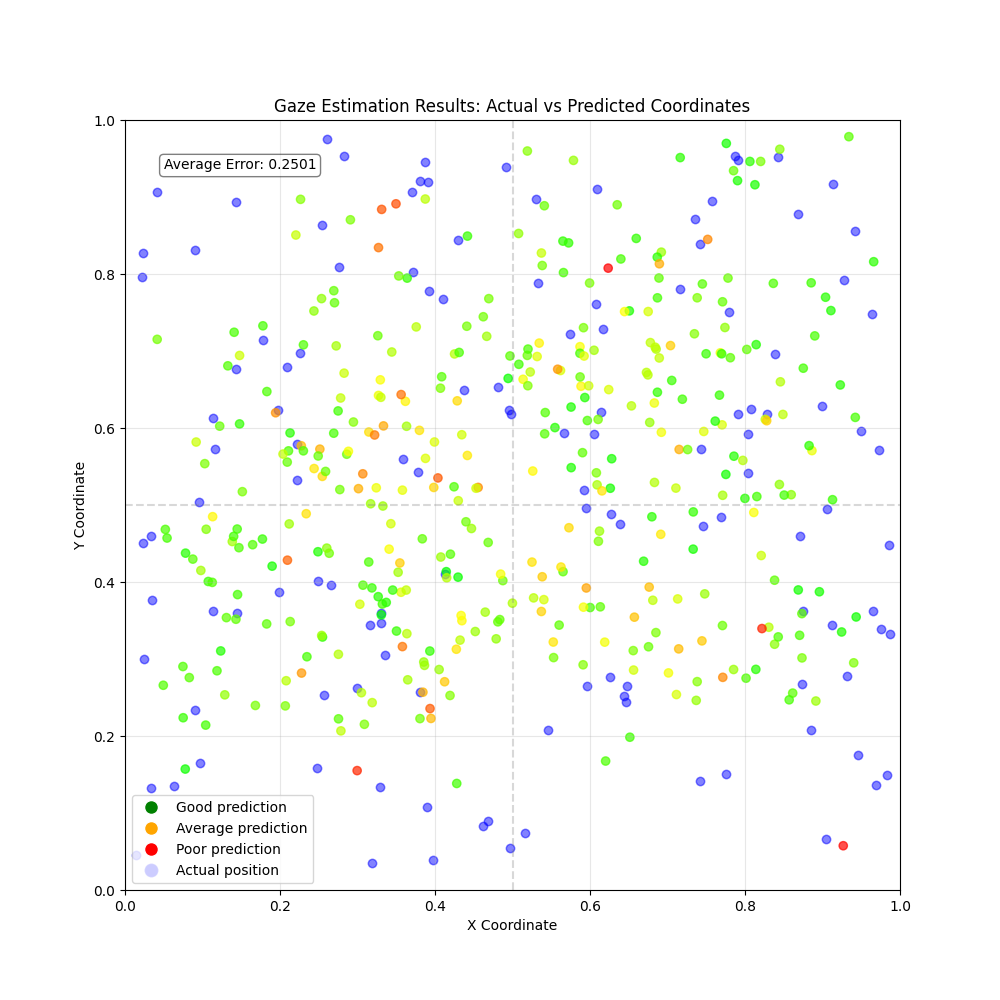 Gaze Estimation Results: Actual vs Predicted Coordinates
1.0
Average Error: 0.2501
0.8
0.6
Y Coordinate
0.4
0.2
Good prediction
Average prediction
Poor prediction
Actual position
0.0
0.0 0.2 0.4 0.6 0.8 1.0
X Coordinate